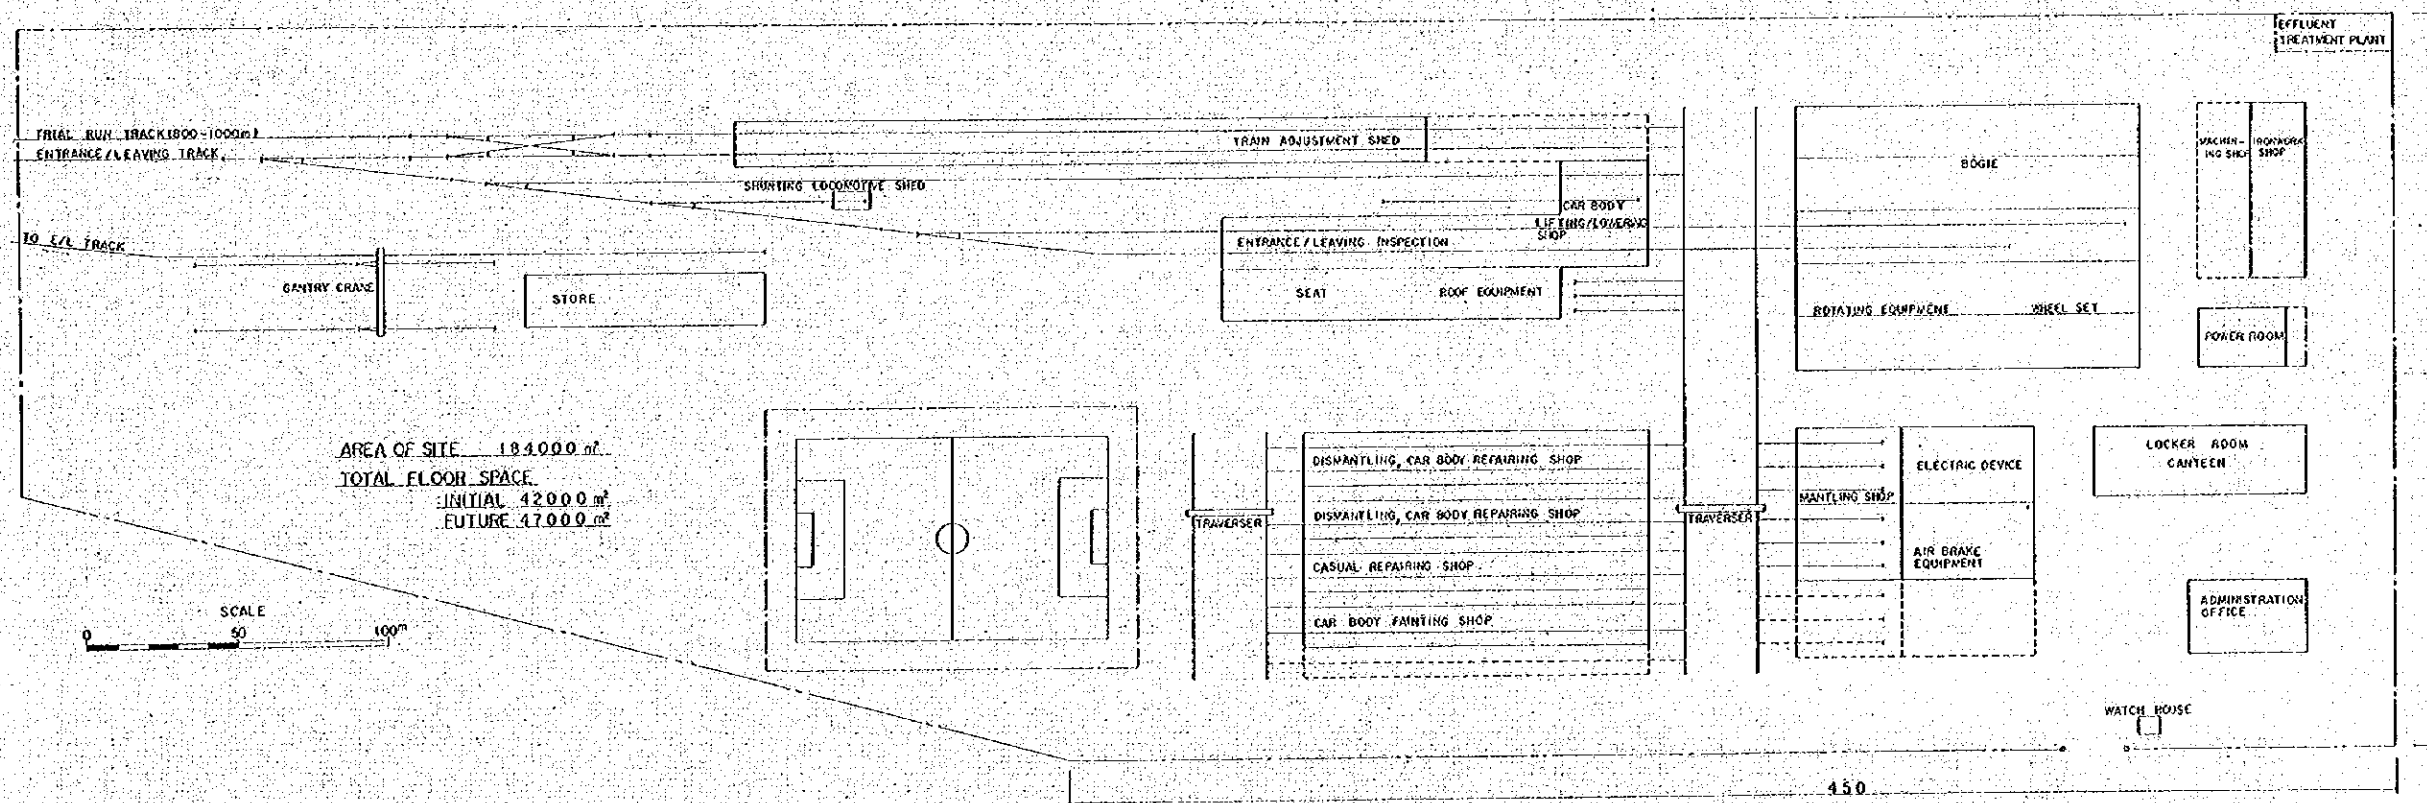 EFFLUENT
TREATMENT PLANT
TRIAL RUN TRACK(800-1000m)
ENTRANCE/LEAVING TRACK
TRAIN ADJUSTMENT SHED
SHUNTING LOCOMOTIVE SHED
CAR BODY
LIFTING/LOWERING
SHOP
BOGIE
MACHIN-
ING SHOP
IRONWORK
SHOP
TO E/L TRACK
ENTRANCE/LEAVING INSPECTION
GANTRY CRANE
STORE
SEAT
ROOF EQUIPMENT
ROTATING EQUIPMENT
WHEEL SET
POWER ROOM
AREA OF SITE 184000 m²
TOTAL FLOOR SPACE
INITIAL 42000 m²
FUTURE 47000 m²
DISMANTLING, CAR BODY REPAIRING SHOP
DISMANTLING, CAR BODY REPAIRING SHOP
CASUAL REPAIRING SHOP
CAR BODY PAINTING SHOP
TRAVERSER
TRAVERSER
MANTLING SHOP
ELECTRIC DEVICE
AIR BRAKE
EQUIPMENT
LOCKER ROOM
CANTEEN
ADMINISTRATION
OFFICE
SCALE
0 50 100m
WATCH HOUSE
450